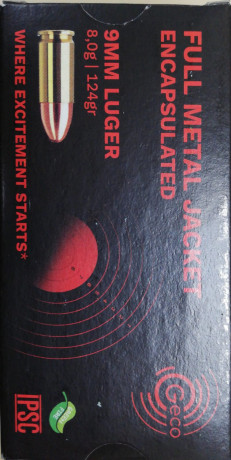 FULL METAL JACKET
ENCAPSULATED
9MM LUGER
8,0g | 124gr
WHERE EXCITEMENT STARTS*
Geco
IPSC